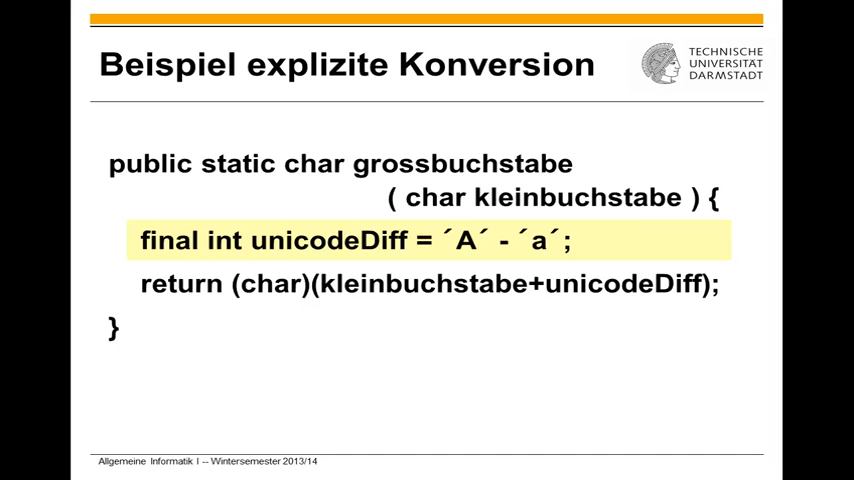 Beispiel explizite Konversion
TECHNISCHE
UNIVERSITÄT
DARMSTADT
public static char grossbuchstabe
( char kleinbuchstabe ) {
final int unicodeDiff = ´A´ - ´a´;
return (char)(kleinbuchstabe+unicodeDiff);
}
Allgemeine Informatik I -- Wintersemester 2013/14